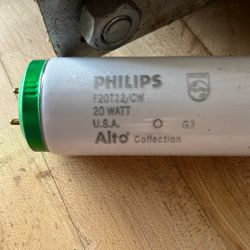 PHILIPS
F20T12/CW
20 WATT
U.S.A. O G3
Alto Collection